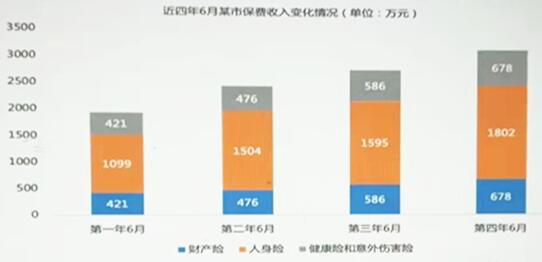 近四年6月某市保费收入变化情况（单位：万元）
3500
3000
2500
2000
1500
1000
500
0
421 476 586 678
1099 1504 1595 1802
421 476 586 678
第一年6月 第二年6月 第三年6月 第四年6月
财产险 人身险 健康险和意外伤害险